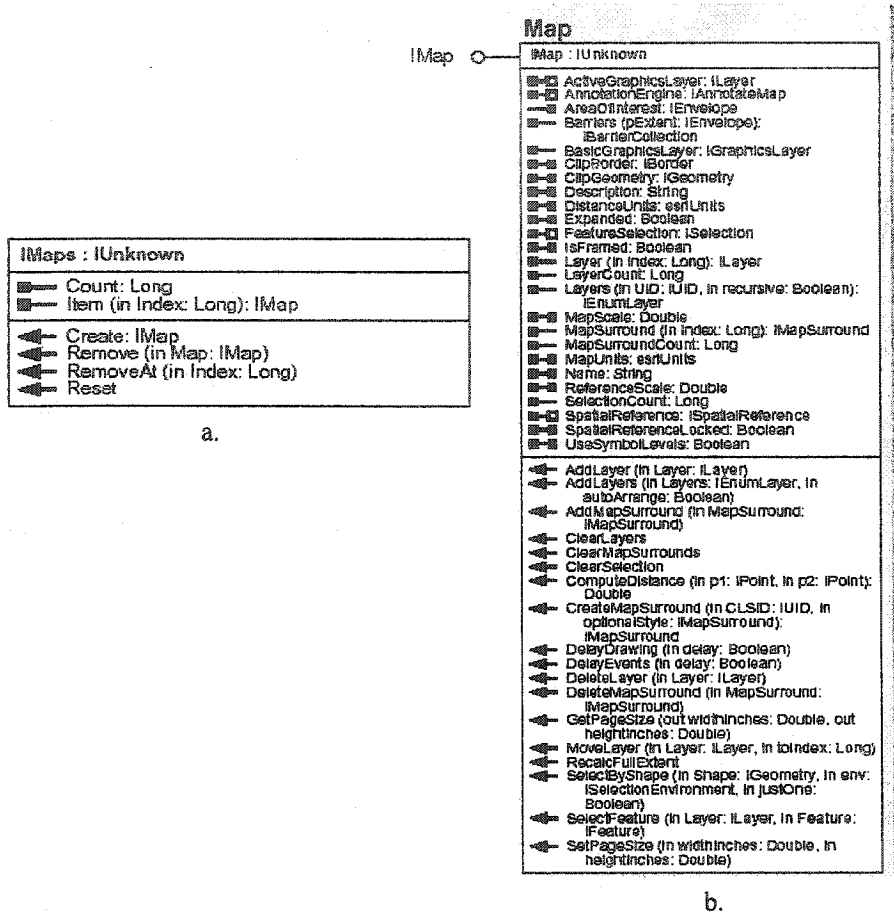 IMaps : IUnknown
Count: Long
Item (in Index: Long): IMap
Create: IMap
Remove (in Map: IMap)
RemoveAt (in Index: Long)
Reset
a.
Map
IMap
IMap : IUnknown
ActiveGraphicsLayer: ILayer
AnnotationEngine: IAnnotateMap
AreaOfInterest: IEnvelope
Barriers (pExtent: IEnvelope):
IBarrierCollection
BasicGraphicsLayer: IGraphicsLayer
ClipBorder: IBorder
ClipGeometry: IGeometry
Description: String
DistanceUnits: esriUnits
Expanded: Boolean
FeatureSelection: ISelection
IsFramed: Boolean
Layer (in Index: Long): ILayer
LayerCount: Long
Layers (in UID: IUID, in recursive: Boolean):
IEnumLayer
MapScale: Double
MapSurround (in Index: Long): IMapSurround
MapSurroundCount: Long
MapUnits: esriUnits
Name: String
ReferenceScale: Double
SelectionCount: Long
SpatialReference: ISpatialReference
SpatialReferenceLocked: Boolean
UseSymbolLevels: Boolean
AddLayer (in Layer: ILayer)
AddLayers (in Layers: IEnumLayer, in
autoArrange: Boolean)
AddMapSurround (in MapSurround:
IMapSurround)
ClearLayers
ClearMapSurrounds
ClearSelection
ComputeDistance (in p1: IPoint, in p2: IPoint):
Double
CreateMapSurround (in CLSID: IUID, in
optionalStyle: IMapSurround):
IMapSurround
DelayDrawing (in delay: Boolean)
DelayEvents (in delay: Boolean)
DeleteLayer (in Layer: ILayer)
DeleteMapSurround (in MapSurround:
IMapSurround)
GetPageSize (out widthInches: Double, out
heightInches: Double)
MoveLayer (in Layer: ILayer, in toIndex: Long)
RecalcFullExtent
SelectByShape (in Shape: IGeometry, in env:
ISelectionEnvironment, in justOne:
Boolean)
SelectFeature (in Layer: ILayer, in Feature:
IFeature)
SetPageSize (in widthInches: Double, in
heightInches: Double)
b.